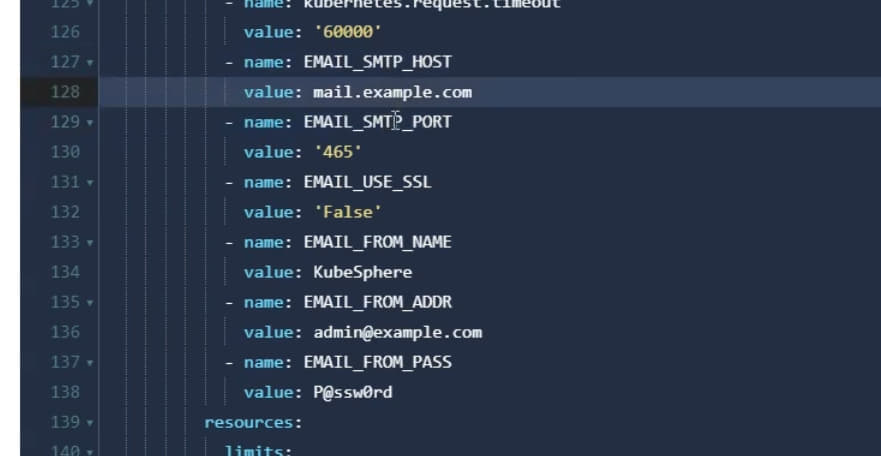 125 - name: kubernetes.request.timeout
126 value: '60000'
127 - name: EMAIL_SMTP_HOST
128 value: mail.example.com
129 - name: EMAIL_SMTP_PORT
130 value: '465'
131 - name: EMAIL_USE_SSL
132 value: 'False'
133 - name: EMAIL_FROM_NAME
134 value: KubeSphere
135 - name: EMAIL_FROM_ADDR
136 value: admin@example.com
137 - name: EMAIL_FROM_PASS
138 value: P@ssw0rd
139 resources:
140 limits: